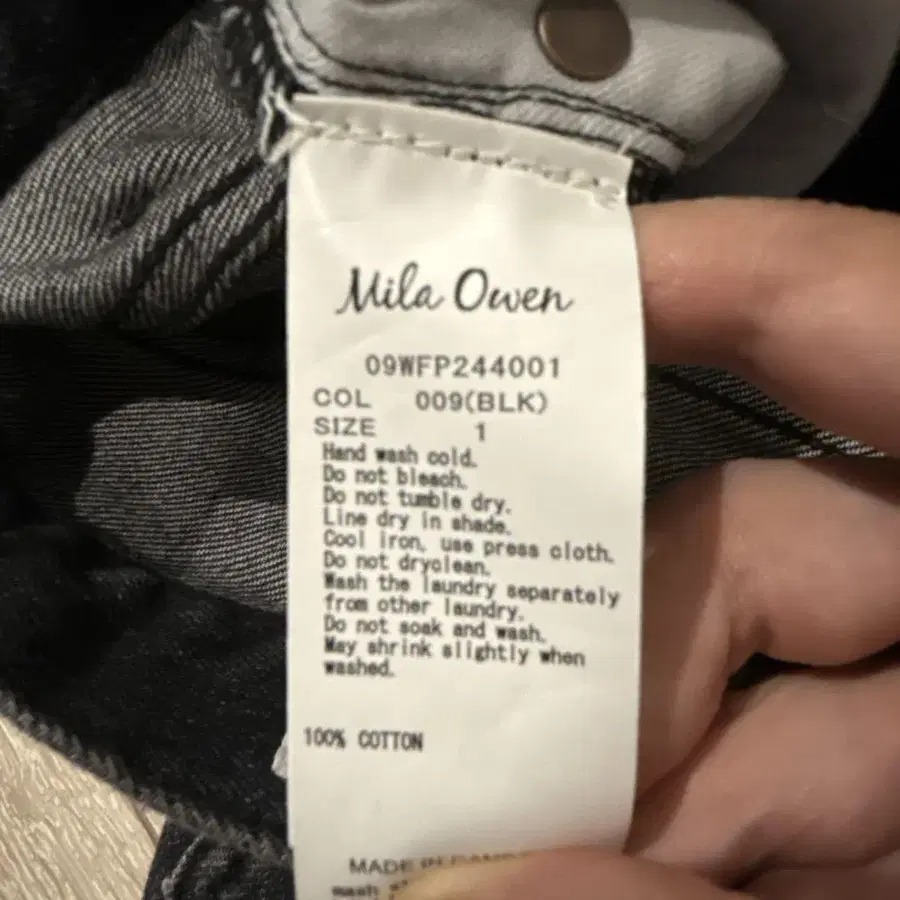 Mila Owen
09WFP244001
COL 009(BLK)
SIZE 1
Hand wash cold.
Do not bleach.
Do not tumble dry.
Line dry in shade.
Cool iron, use press cloth.
Do not dryclean.
Wash the laundry separately
from other laundry.
Do not soak and wash.
May shrink slightly when
washed.
100% COTTON
MADE IN